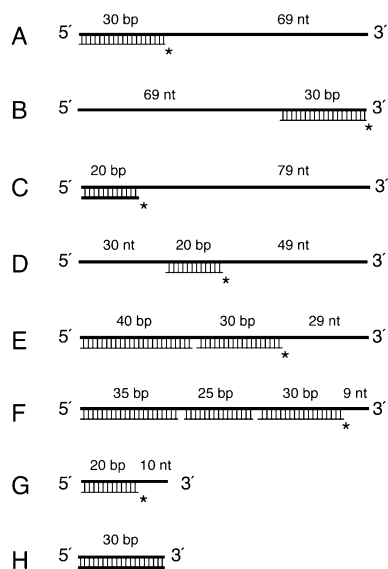 30 bp 69 nt
A 5´ 3´
*
69 nt 30 bp
B 5´ 3´
*
20 bp 79 nt
C 5´ 3´
*
30 nt 20 bp 49 nt
D 5´ 3´
*
40 bp 30 bp 29 nt
E 5´ 3´
*
35 bp 25 bp 30 bp 9 nt
F 5´ 3´
*
20 bp 10 nt
G 5´ 3´
*
30 bp
H 5´ 3´